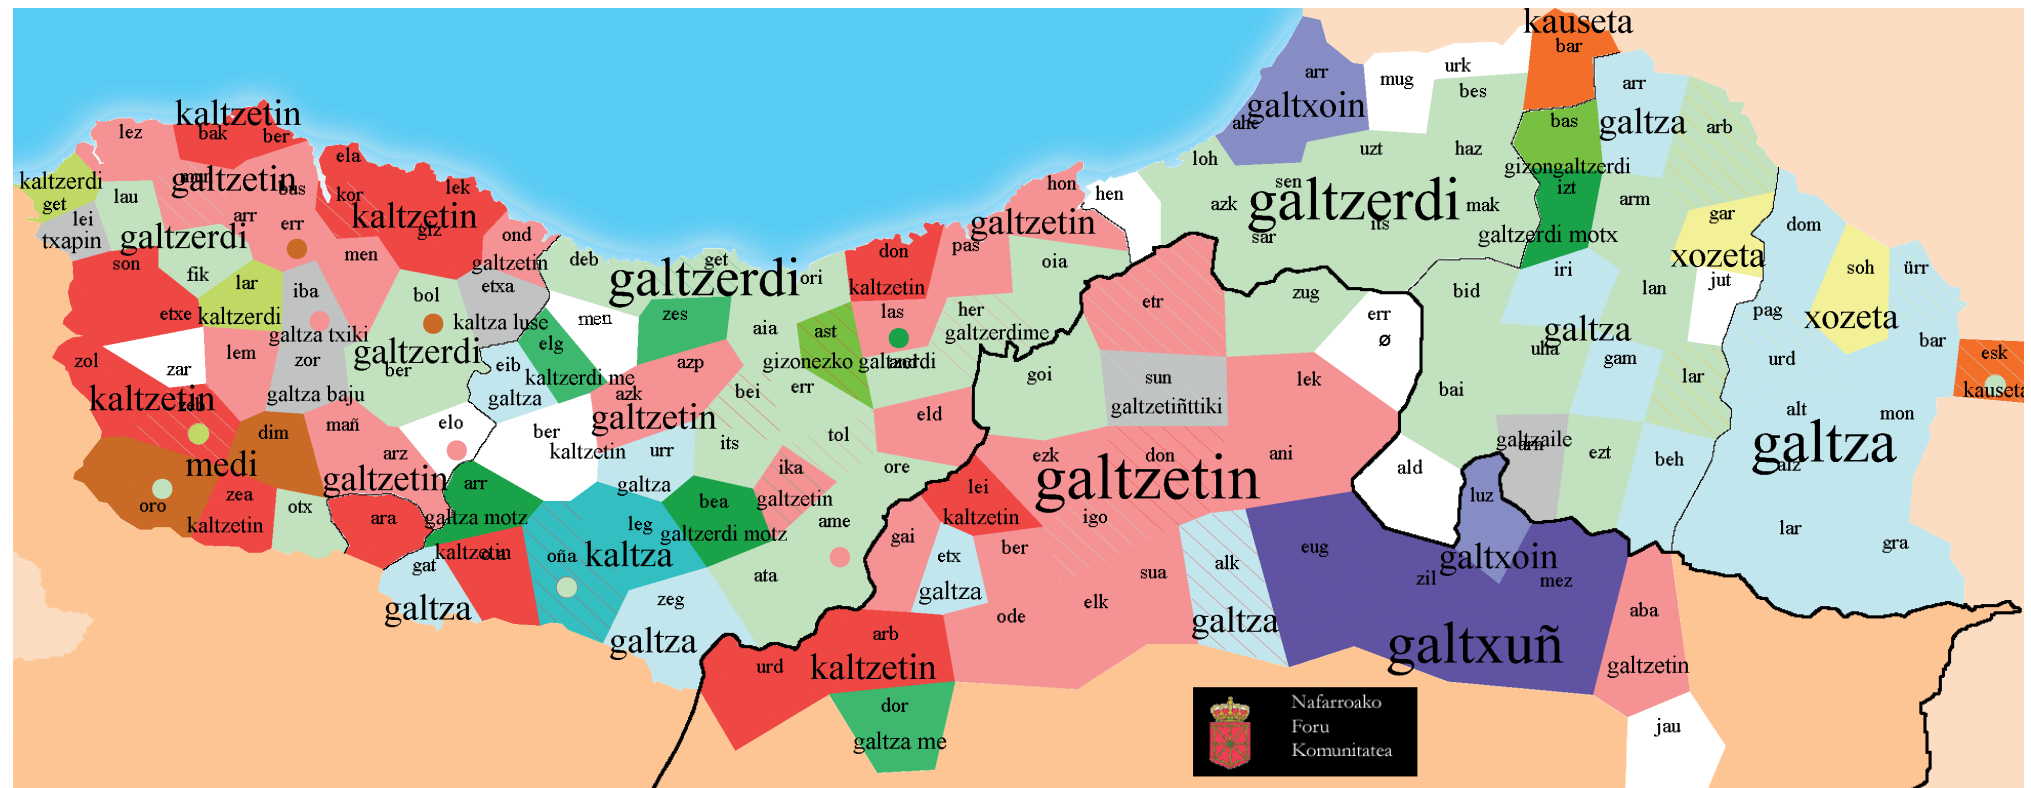 kauseta
bar
arr
mug
urk
bes
arr
galtxoin
ahe
galtza
arb
bas
kaltzetin
lez
bak
ber
ela
galtzetin
bus
uzt
haz
gizongaltzerdi
loh
kaltzerdi
get
lau
kor
lek
hon
hen
sen
galtzerdi
izt
arm
azk
mak
its
sar
galtzerdi motx
lei
txapin
arr
err
kaltzetin
giz
galtzetin
gar
xozeta
dom
galtzerdi
ond
pas
don
son
fik
men
galtzetin
deb
get
galtzerdi
ori
oia
iri
soh
ürr
lar
iba
etxa
kaltzetin
jut
lan
bid
bol
zug
etr
etxe
kaltzerdi
galtza txiki
kaltza luse
men
zes
las
her
galtzerdime
err
ø
pag
xozeta
aia
ast
galtza
zol
lem
zor
galtzerdi
elg
uha
bar
zar
ber
eib
azp
gizonezko galtzerdi
gam
urd
esk
kauseta
kaltzetin
galtza baju
galtza
kaltzerdi me
azk
bei
err
goi
sun
galtzetiñttiki
lek
bai
lar
dim
mañ
elo
ber
kaltzetin
galtzetin
eld
alt
mon
galtza
medi
arz
galtzetin
urr
galtza
its
tol
ezk
don
ani
ald
galtzaile
ezt
beh
oro
zea
kaltzetin
otx
ara
arr
galtza motz
bea
galtzerdi motz
ika
galtzetin
ore
lei
kaltzetin
galtzetin
luz
lar
gra
kaltzetin
leg
ame
igo
gat
galtza
oña
kaltza
ata
gai
etx
galtza
ber
sua
alk
galtza
eug
zil
galtxoin
mez
zeg
galtza
ode
elk
aba
galtzetin
arb
kaltzetin
urd
galtxuñ
dor
galtza me
jau
Nafarroako
Foru
Komunitatea